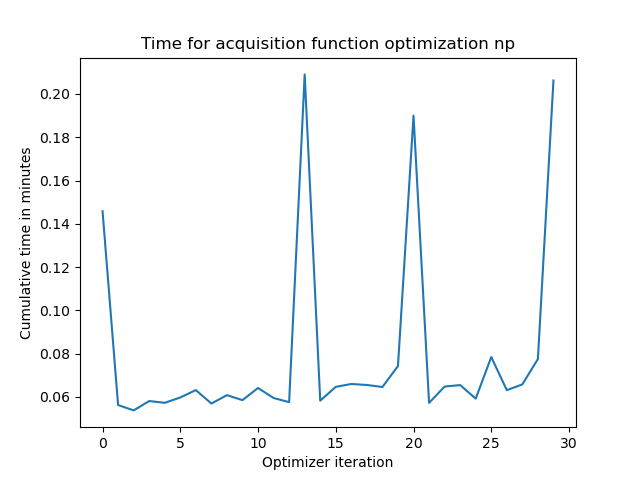 Time for acquisition function optimization np
0.20
0.18
0.16
0.14
0.12
0.10
0.08
0.06
Cumulative time in minutes
0 5 10 15 20 25 30
Optimizer iteration